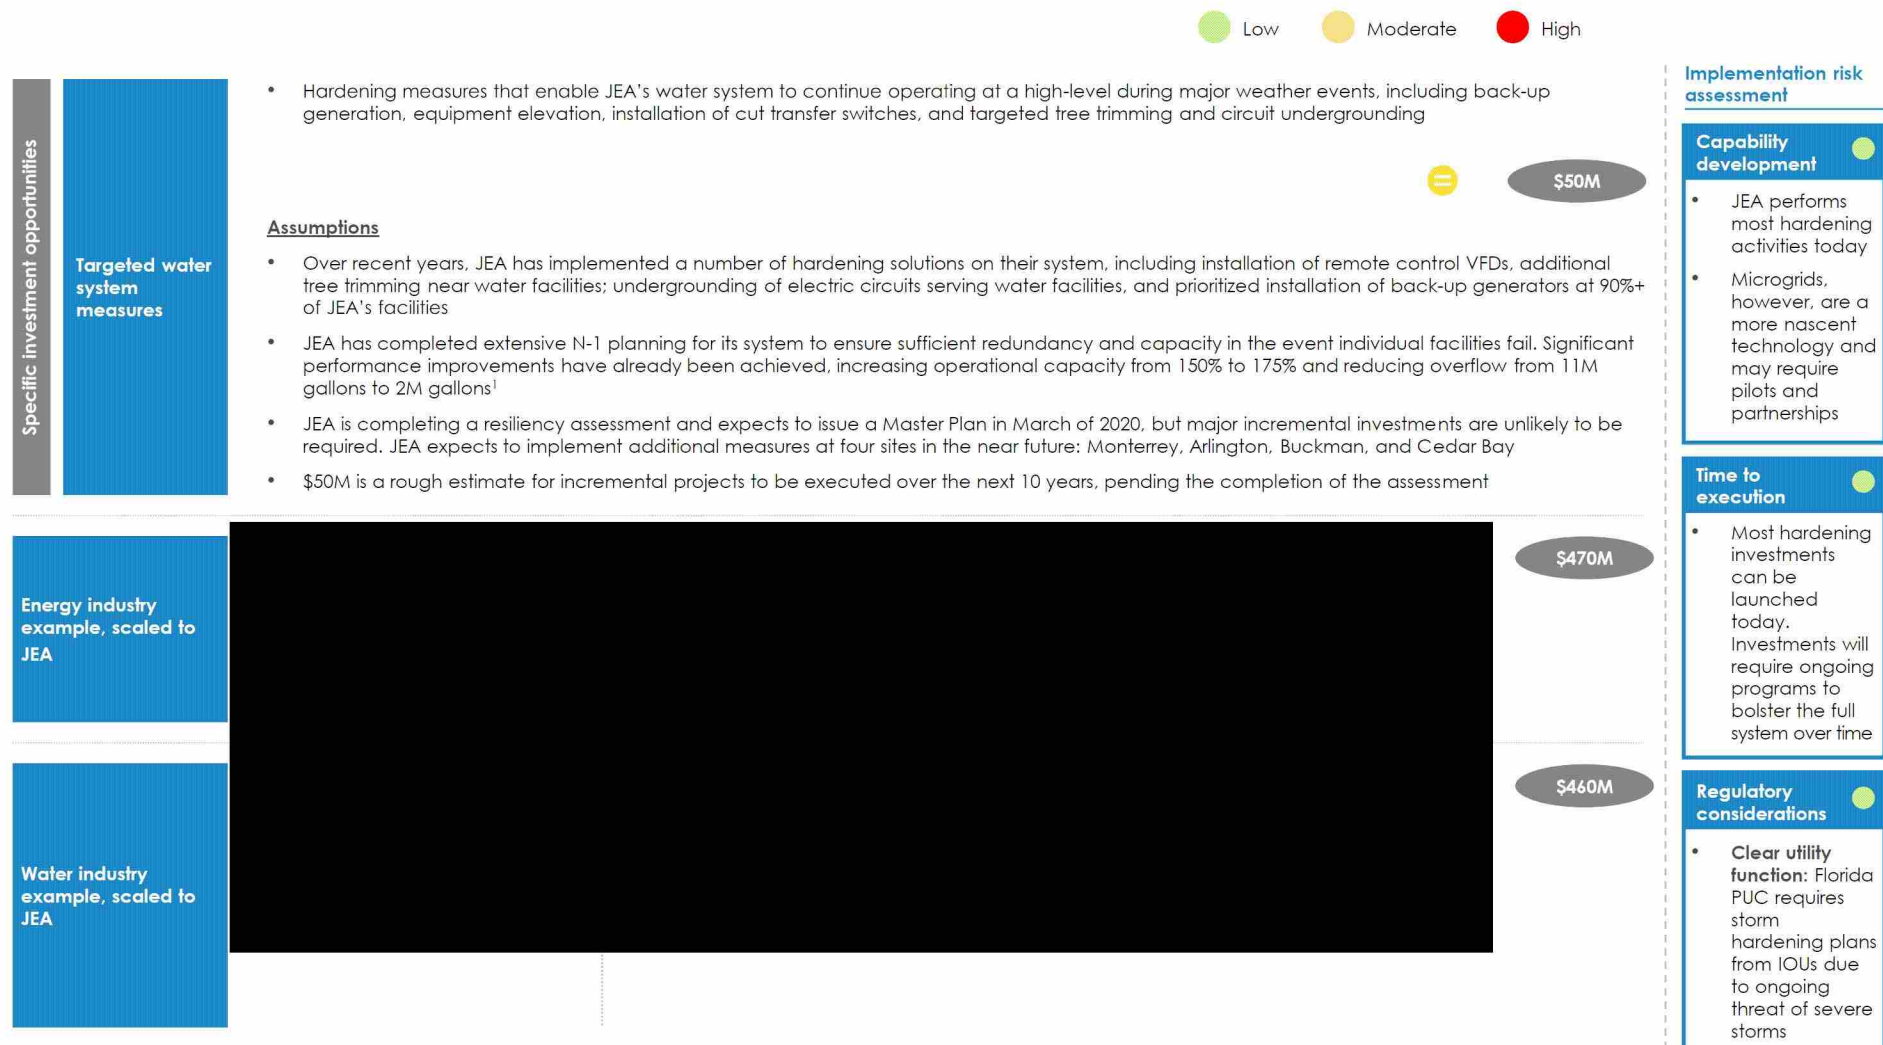 Low
Moderate
High
Specific investment opportunities
Targeted water
system
measures
• Hardening measures that enable JEA's water system to continue operating at a high-level during major weather events, including back-up
generation, equipment elevation, installation of cut transfer switches, and targeted tree trimming and circuit undergrounding
=
$50M
Assumptions
• Over recent years, JEA has implemented a number of hardening solutions on their system, including installation of remote control VFDs, additional
tree trimming near water facilities; undergrounding of electric circuits serving water facilities, and prioritized installation of back-up generators at 90%+
of JEA's facilities
• JEA has completed extensive N-1 planning for its system to ensure sufficient redundancy and capacity in the event individual facilities fail. Significant
performance improvements have already been achieved, increasing operational capacity from 150% to 175% and reducing overflow from 11M
gallons to 2M gallons¹
• JEA is completing a resiliency assessment and expects to issue a Master Plan in March of 2020, but major incremental investments are unlikely to be
required. JEA expects to implement additional measures at four sites in the near future: Monterrey, Arlington, Buckman, and Cedar Bay
• $50M is a rough estimate for incremental projects to be executed over the next 10 years, pending the completion of the assessment
Energy industry
example, scaled to
JEA
$470M
Water industry
example, scaled to
JEA
$460M
Implementation risk
assessment
Capability
development
• JEA performs
most hardening
activities today
• Microgrids,
however, are a
more nascent
technology and
may require
pilots and
partnerships
Time to
execution
• Most hardening
investments
can be
launched
today.
Investments will
require ongoing
programs to
bolster the full
system over time
Regulatory
considerations
• Clear utility
function: Florida
PUC requires
storm
hardening plans
from IOUs due
to ongoing
threat of severe
storms